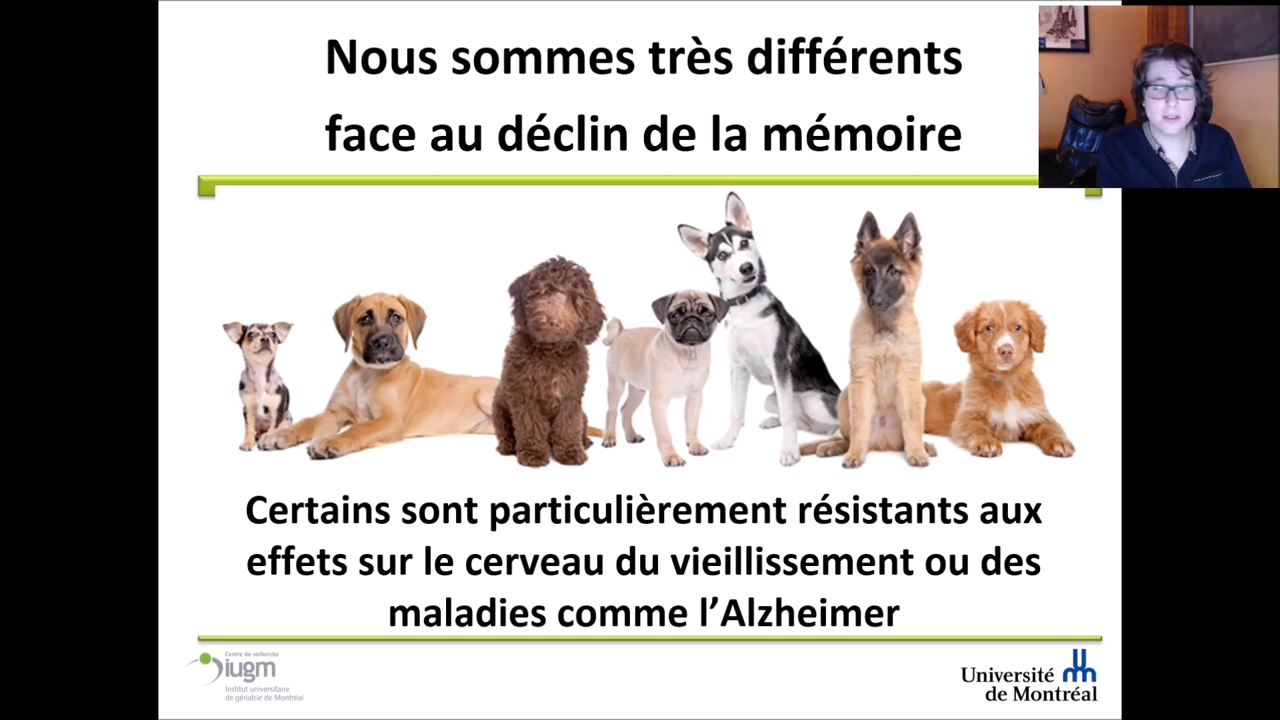 Nous sommes très différents
face au déclin de la mémoire
Certains sont particulièrement résistants aux
effets sur le cerveau du vieillissement ou des
maladies comme l’Alzheimer
Centre de recherche
iugm
Institut universitaire
de gériatrie de Montréal
Université
de Montréal